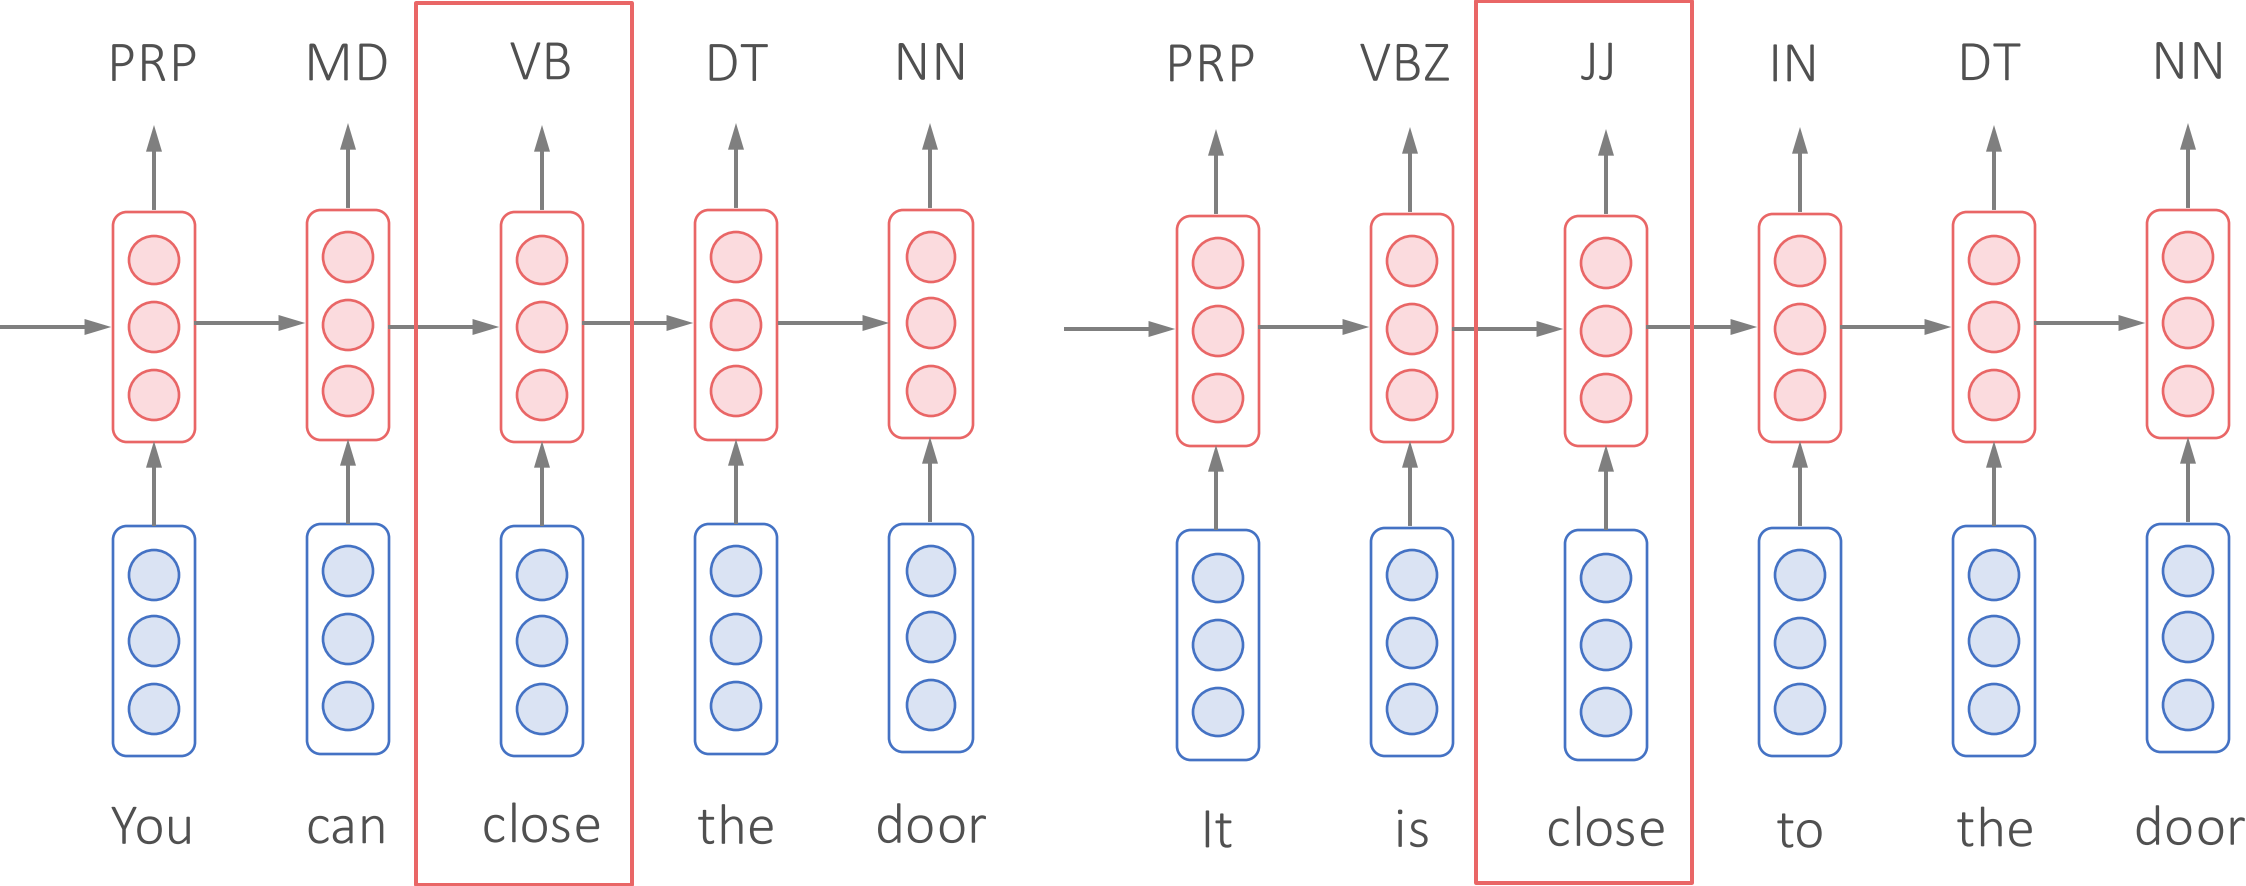 PRP MD VB DT NN
You can close the door
PRP VBZ JJ IN DT NN
It is close to the door